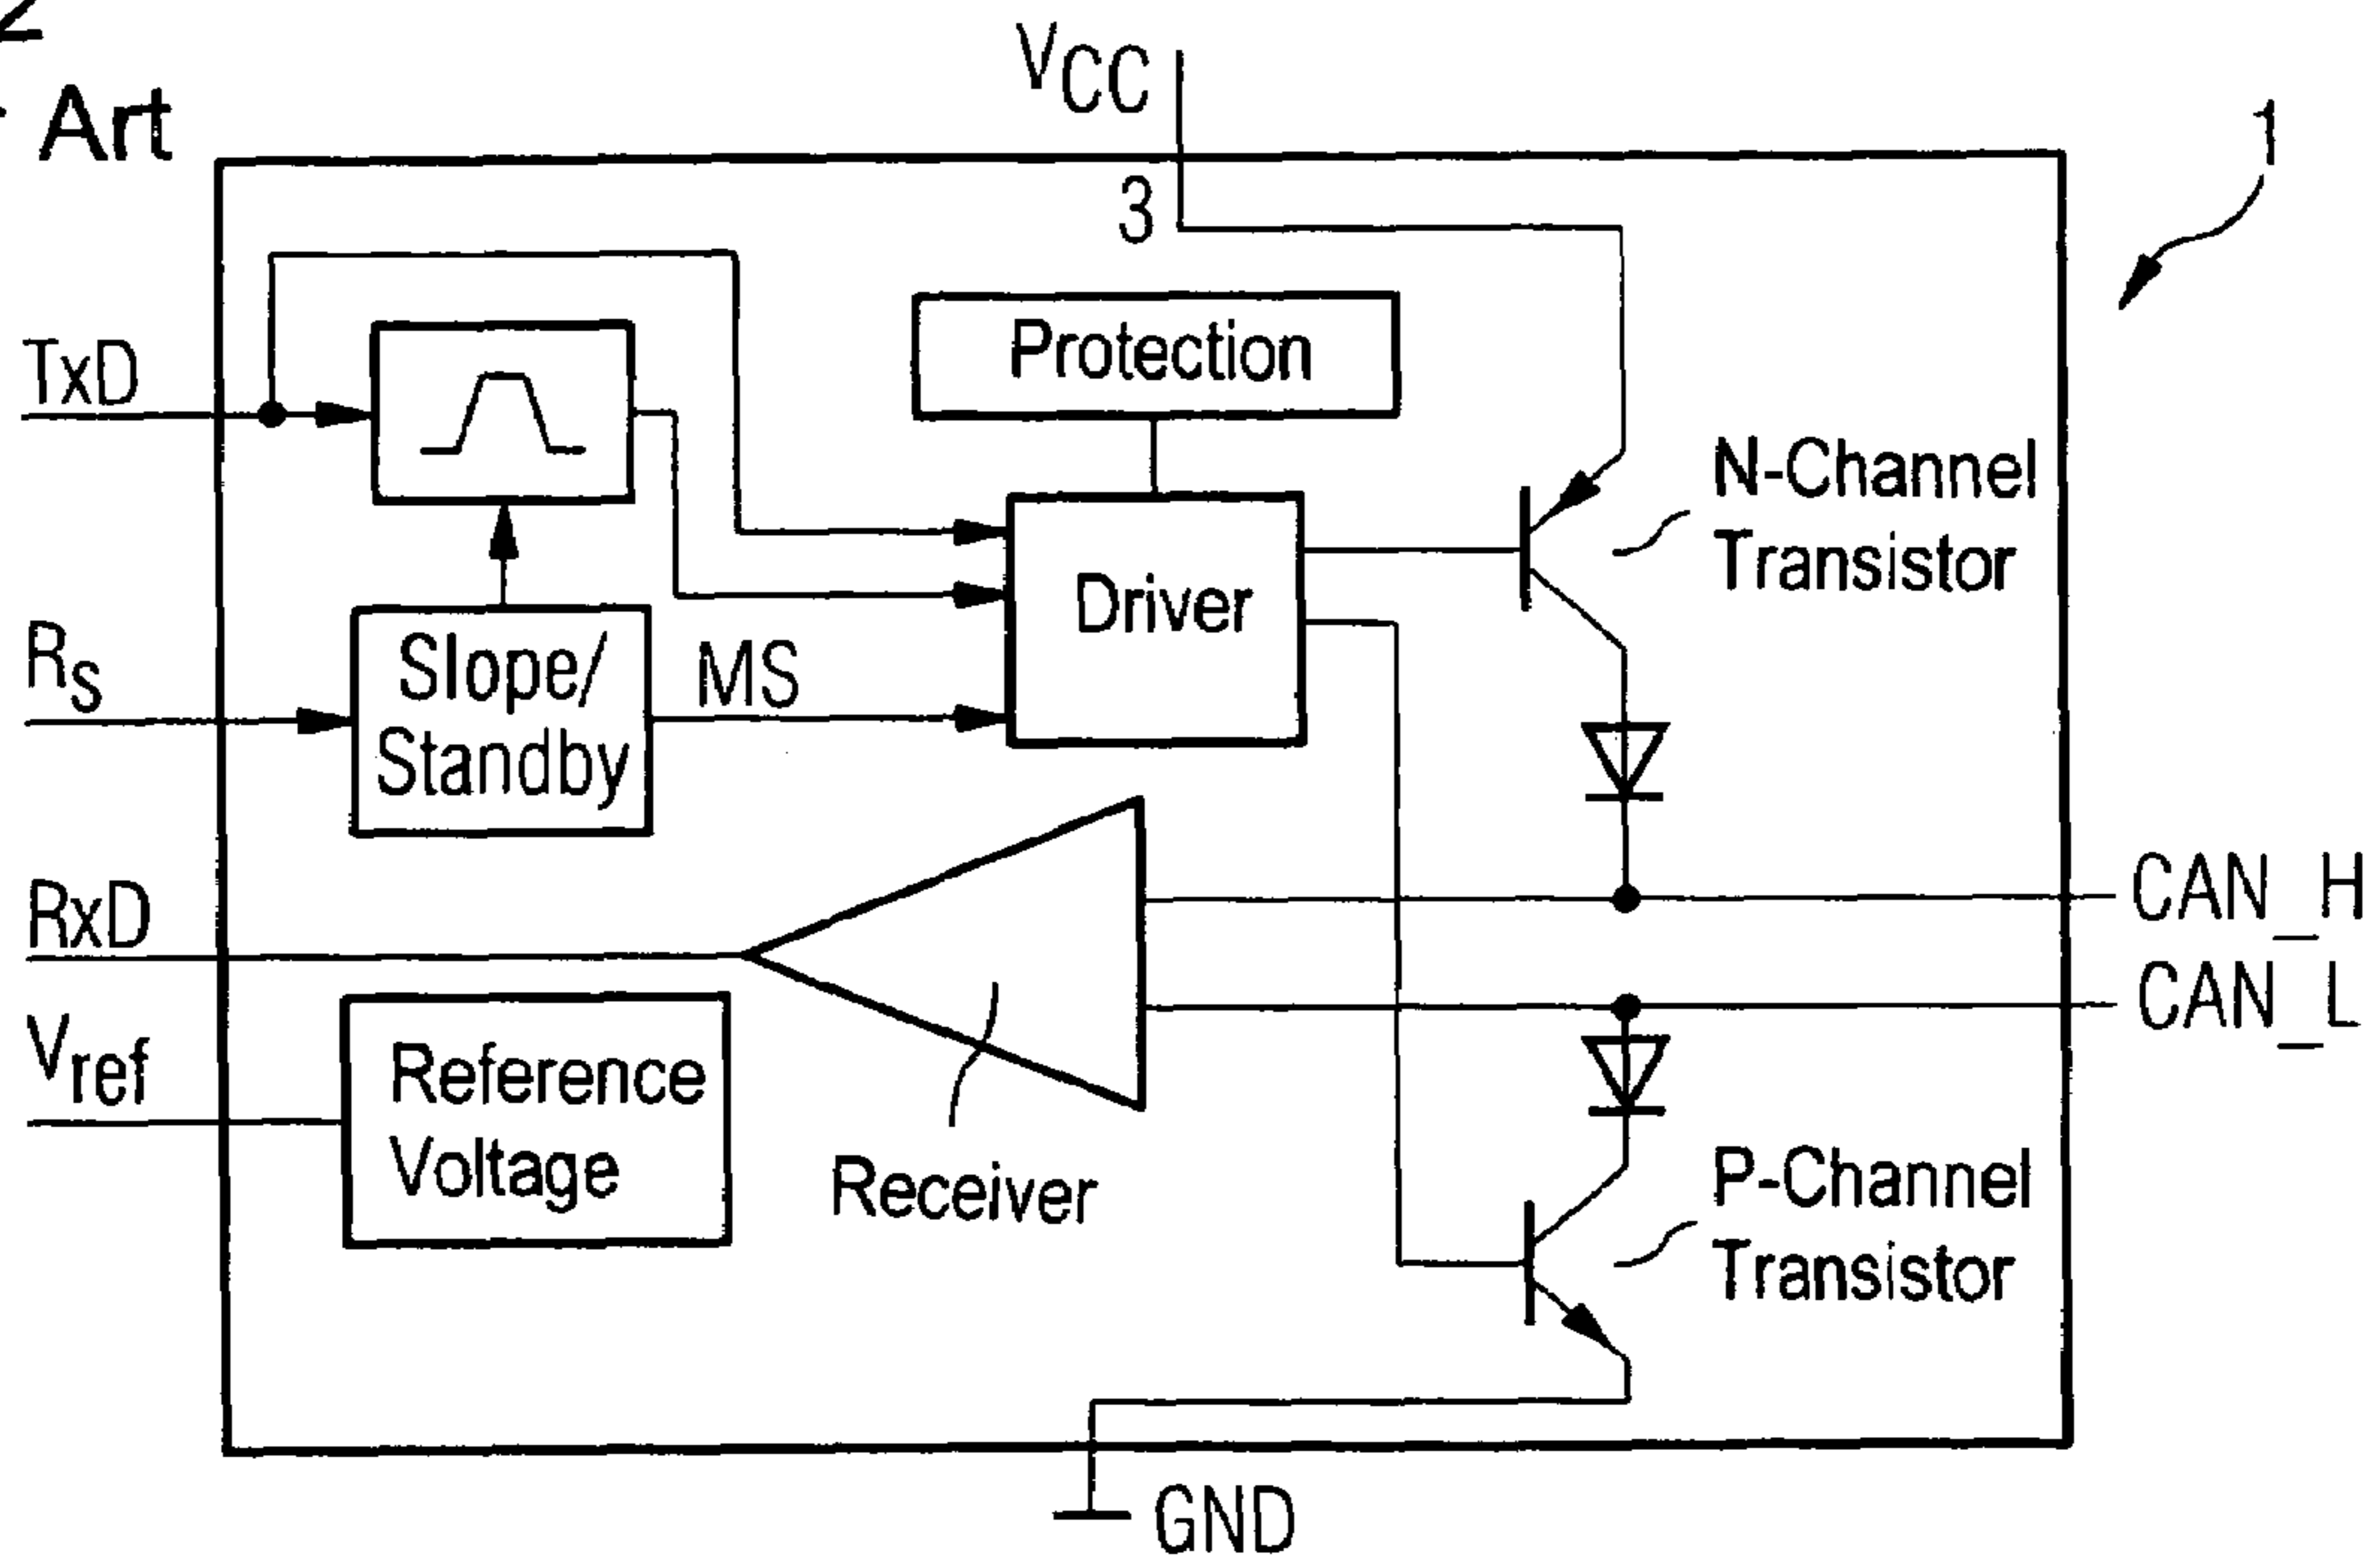 Art
VCC
1
3
TxD
Protection
N-Channel
Transistor
Driver
Rs
Slope/
Standby
MS
RxD
CAN_H
CAN_L
Vref
Reference
Voltage
Receiver
P-Channel
Transistor
GND